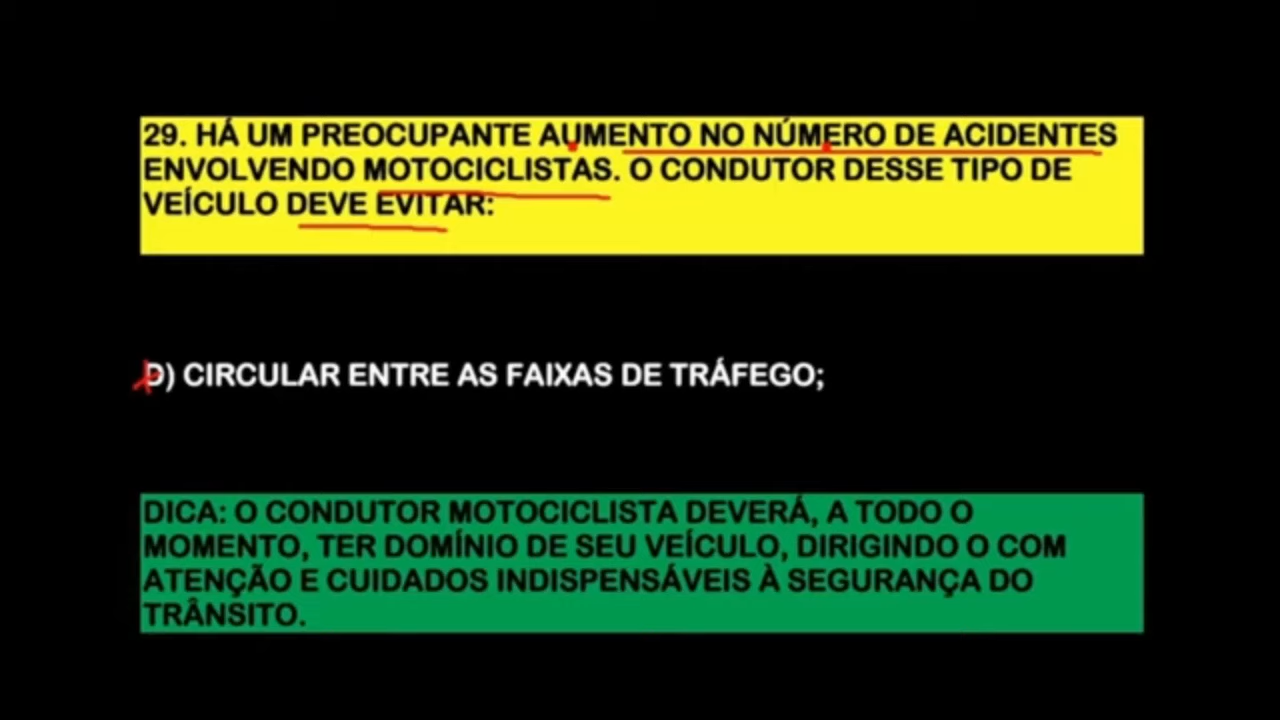 29. HÁ UM PREOCUPANTE AUMENTO NO NÚMERO DE ACIDENTES
ENVOLVENDO MOTOCICLISTAS. O CONDUTOR DESSE TIPO DE
VEÍCULO DEVE EVITAR:
D) CIRCULAR ENTRE AS FAIXAS DE TRÁFEGO;
DICA: O CONDUTOR MOTOCICLISTA DEVERÁ, A TODO O
MOMENTO, TER DOMÍNIO DE SEU VEÍCULO, DIRIGINDO O COM
ATENÇÃO E CUIDADOS INDISPENSÁVEIS À SEGURANÇA DO
TRÂNSITO.